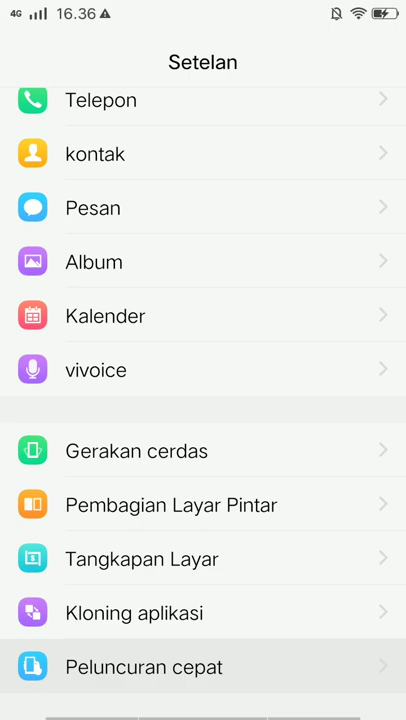 4G 16.36
Setelan
Telepon
kontak
Pesan
Album
Kalender
vivoice
Gerakan cerdas
Pembagian Layar Pintar
Tangkapan Layar
Kloning aplikasi
Peluncuran cepat